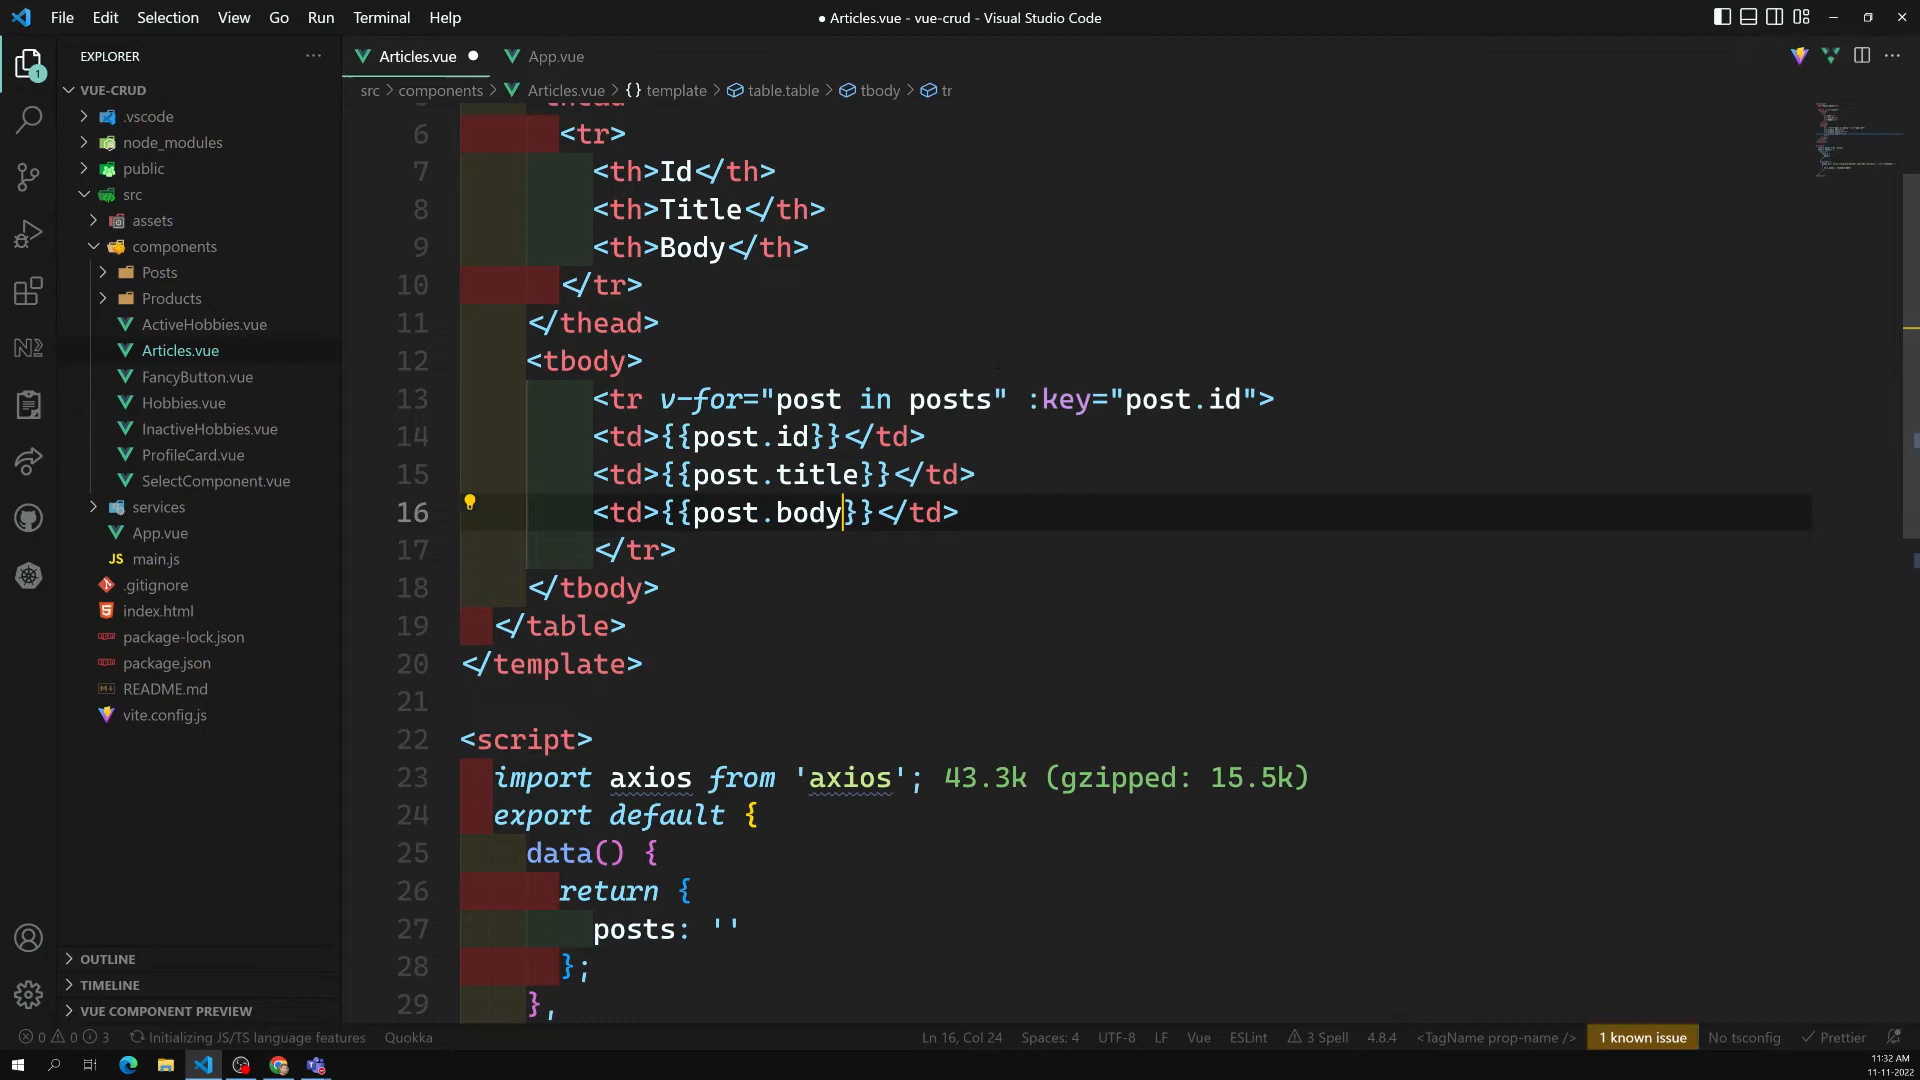 File Edit Selection View Go Run Terminal Help
● Articles.vue - vue-crud - Visual Studio Code
EXPLORER
Articles.vue
App.vue
VUE-CRUD
src > components > Articles.vue > {} template > table.table > tbody > tr
.vscode
node_modules
public
src
assets
components
Posts
Products
ActiveHobbies.vue
Articles.vue
FancyButton.vue
Hobbies.vue
InactiveHobbies.vue
ProfileCard.vue
SelectComponent.vue
services
App.vue
JS main.js
.gitignore
index.html
package-lock.json
package.json
README.md
vite.config.js
OUTLINE
TIMELINE
VUE COMPONENT PREVIEW
6 <tr>
7 <th>Id</th>
8 <th>Title</th>
9 <th>Body</th>
10 </tr>
11 </thead>
12 <tbody>
13 <tr v-for="post in posts" :key="post.id">
14 <td>{{post.id}}</td>
15 <td>{{post.title}}</td>
16 <td>{{post.body}}</td>
17 </tr>
18 </tbody>
19 </table>
20 </template>
21
22 <script>
23 import axios from 'axios'; 43.3k (gzipped: 15.5k)
24 export default {
25 data() {
26 return {
27 posts: ''
28 };
29 },
0 0 3 Initializing JS/TS language features Quokka
Ln 16, Col 24 Spaces: 4 UTF-8 LF Vue ESLint 3 Spell 4.8.4 <TagName prop-name /> 1 known issue No tsconfig Prettier
11:32 AM
11-11-2022